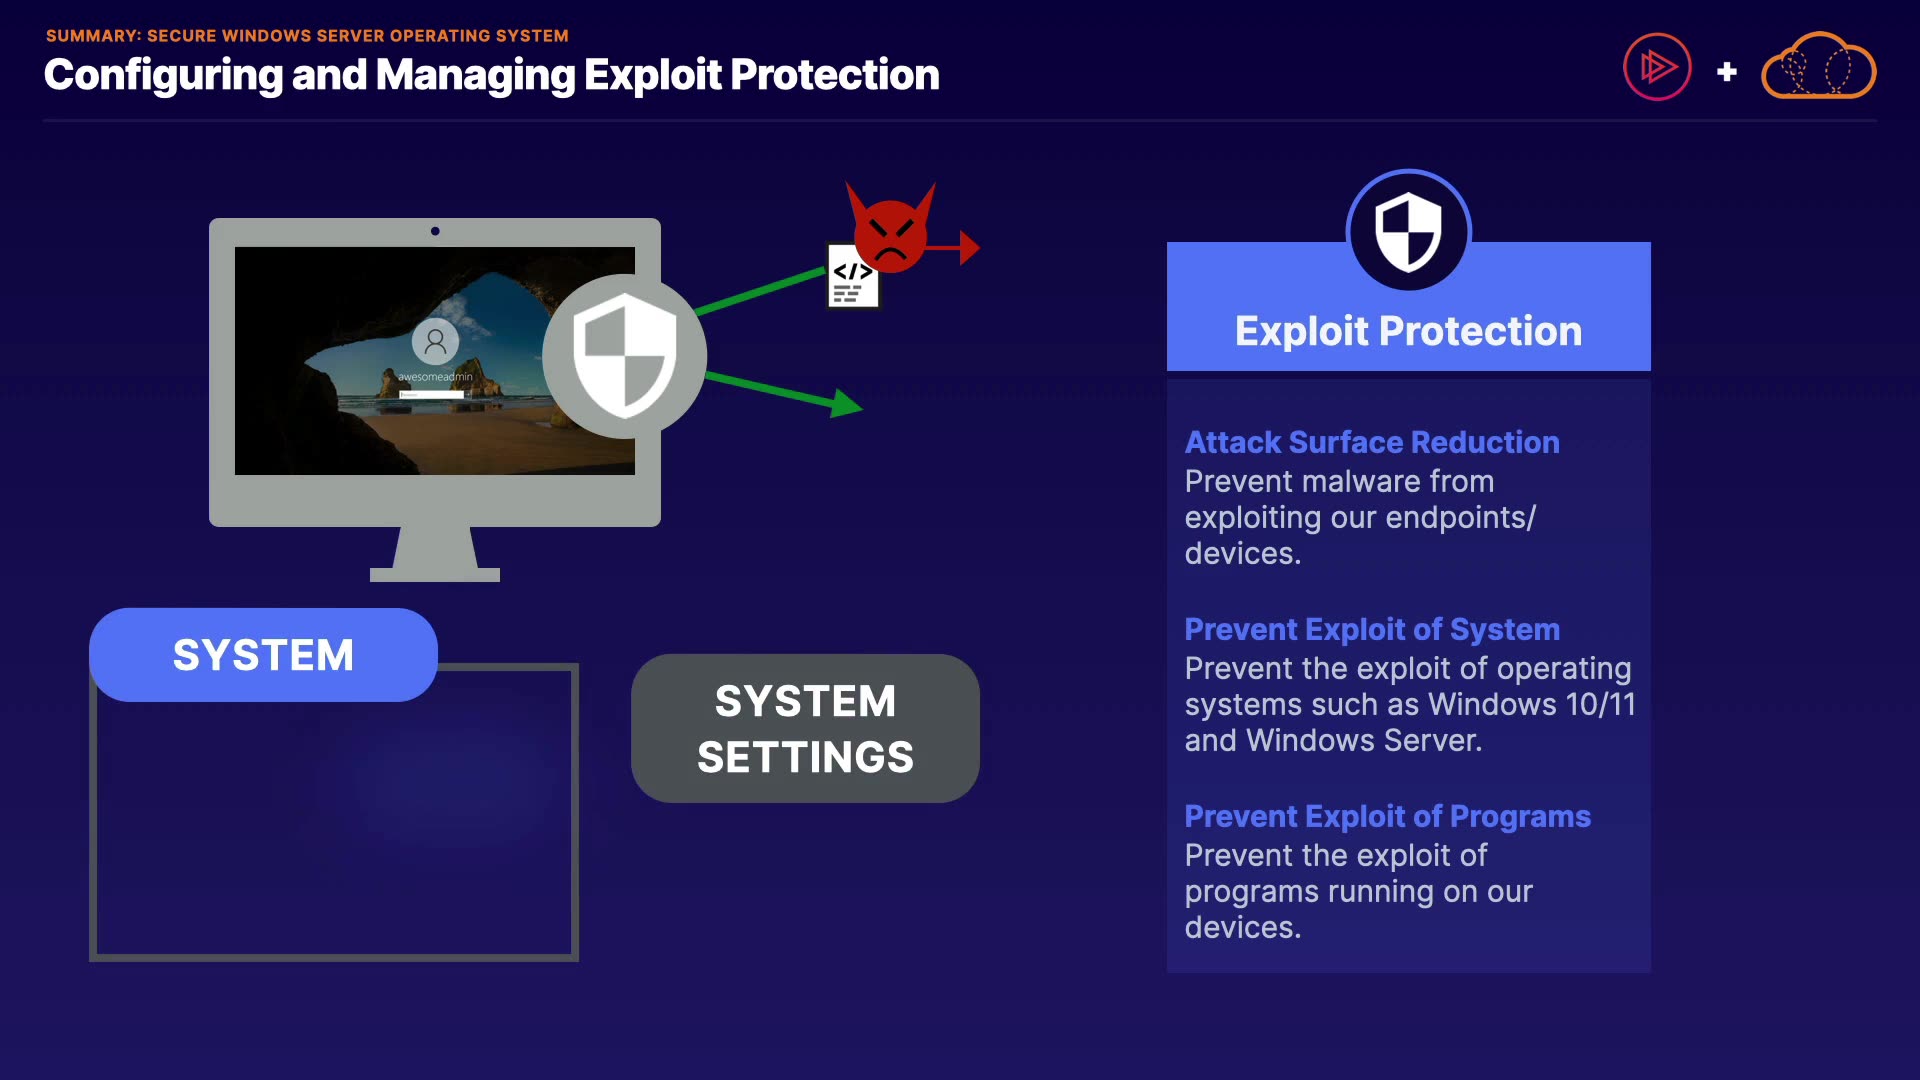 SUMMARY: SECURE WINDOWS SERVER OPERATING SYSTEM
Configuring and Managing Exploit Protection
+
</>
awesomeadmin
SYSTEM
SYSTEM
SETTINGS
Exploit Protection
Attack Surface Reduction
Prevent malware from
exploiting our endpoints/
devices.
Prevent Exploit of System
Prevent the exploit of operating
systems such as Windows 10/11
and Windows Server.
Prevent Exploit of Programs
Prevent the exploit of
programs running on our
devices.